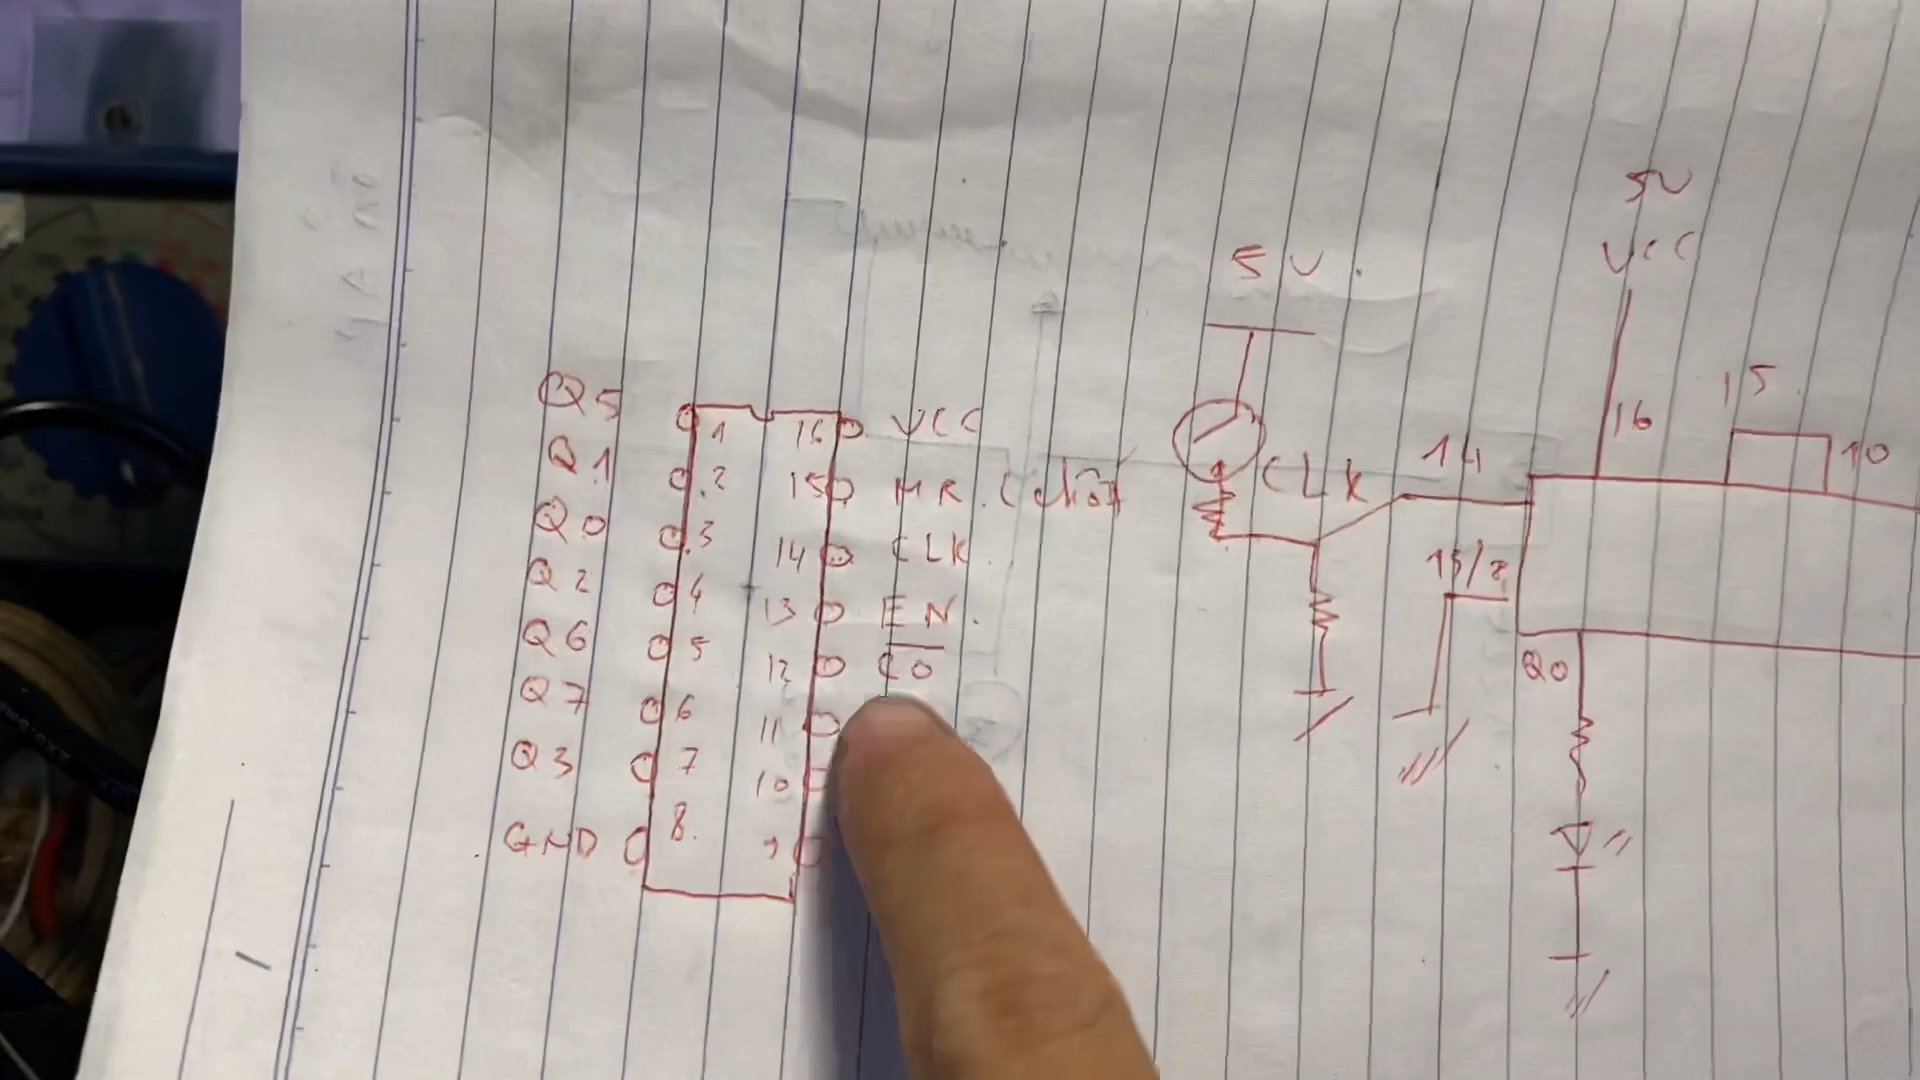 5V
VCC
5V
15
16
10
14
CLK
15/8
Q0
Q5
Q1
Q0
Q2
Q6
Q7
Q3
GND
1 16 VCC
2 15 MR
3 14 CLK
4 13 EN
5 12 C̅O̅
6 11
7 10
8 9